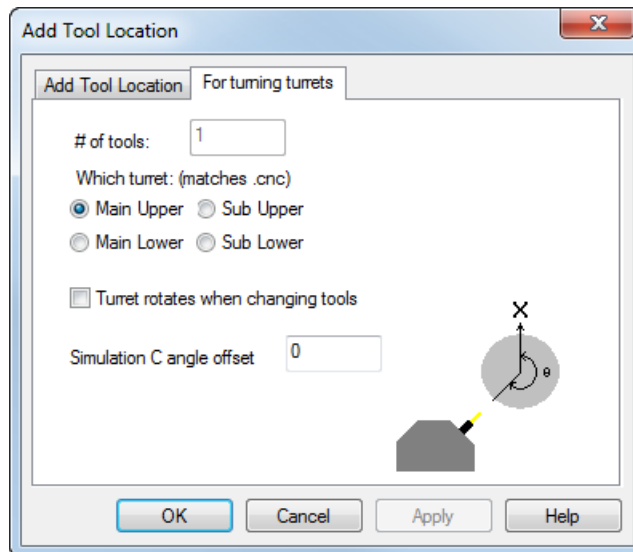 Add Tool Location
Add Tool Location For turning turrets
# of tools: 1
Which turret: (matches .cnc)
Main Upper Sub Upper
Main Lower Sub Lower
Turret rotates when changing tools
Simulation C angle offset 0
X
θ
OK Cancel Apply Help